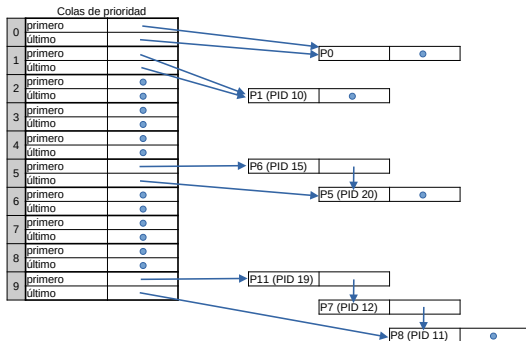 Colas de prioridad
0 primero
último
P0
1 primero
último
2 primero
P1 (PID 10)
último
3 primero
último
4 primero
último
5 primero
P6 (PID 15)
último
6 primero
P5 (PID 20)
último
7 primero
último
8 primero
último
9 primero
P11 (PID 19)
último
P7 (PID 12)
P8 (PID 11)